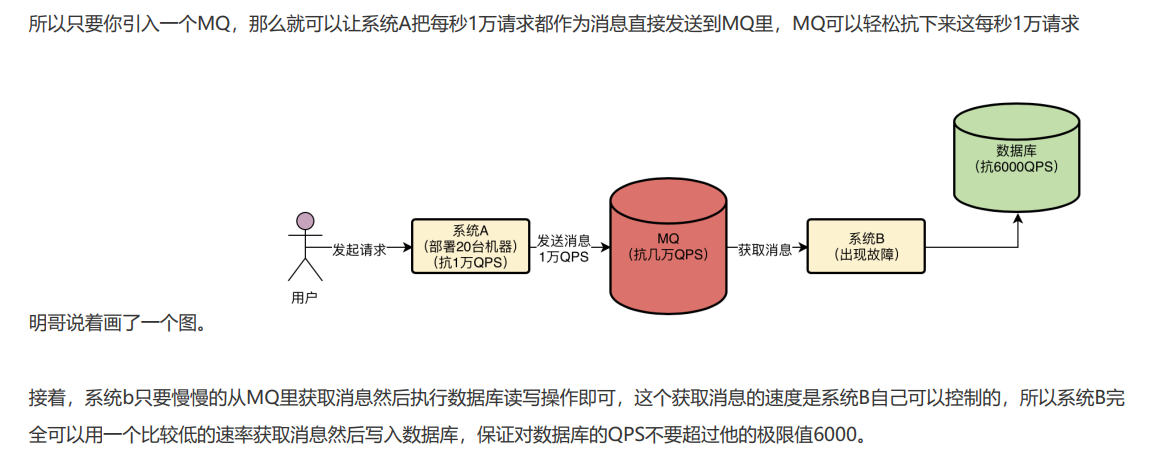 所以只要你引入一个MQ，那么就可以让系统A把每秒1万请求都作为消息直接发送到MQ里，MQ可以轻松抗下来这每秒1万请求
数据库
（抗6000QPS）
用户
发起请求
系统A
（部署20台机器）
（抗1万QPS）
发送消息
1万QPS
MQ
（抗几万QPS）
获取消息
系统B
（出现故障）
明哥说着画了一个图。
接着，系统b只要慢慢的从MQ里获取消息然后执行数据库读写操作即可，这个获取消息的速度是系统B自己可以控制的，所以系统B完
全可以用一个比较低的速率获取消息然后写入数据库，保证对数据库的QPS不要超过他的极限值6000。